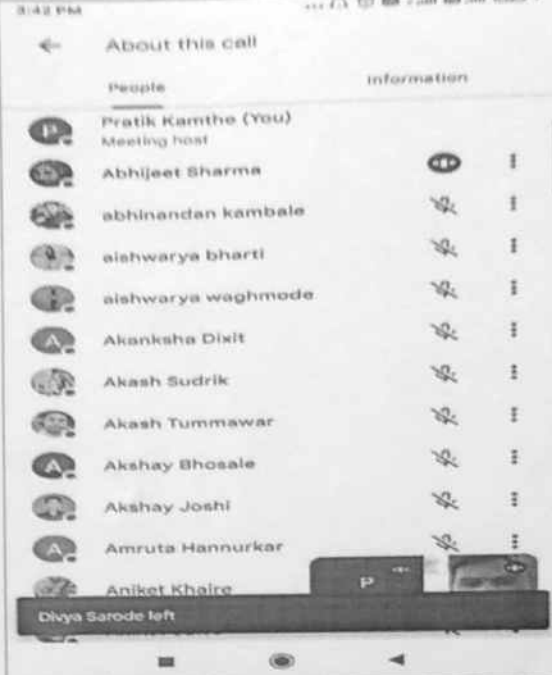 3:42 PM
About this call
People
Information
P
Pratik Kamthe (You)
Meeting host
Abhijeet Sharma
abhinandan kambale
aishwarya bharti
aishwarya waghmode
A
Akanksha Dixit
Akash Sudrik
Akash Tummawar
A
Akshay Bhosale
Akshay Joshi
A
Amruta Hannurkar
Aniket Khaire
P
Divya Sarode left